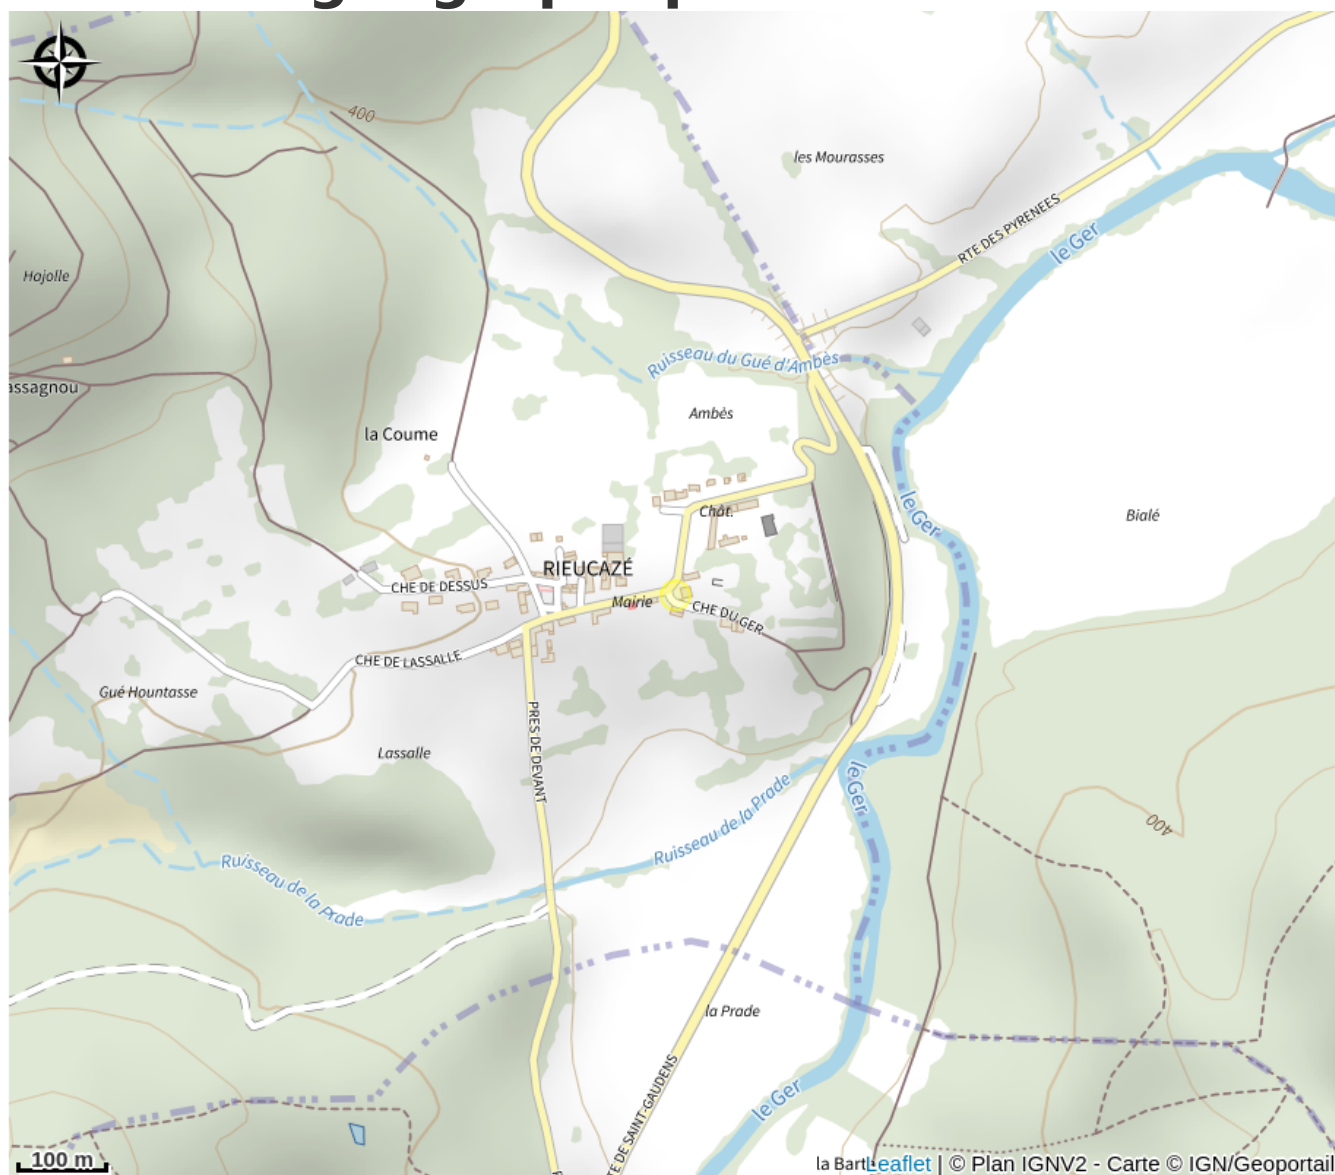 400
les Mourasses
RTE DES PYRENEES
le Ger
Hajolle
Ruisseau du Gué d'Ambès
assagnou
Ambès
la Coume
Chât.
le Ger
Bialé
RIEUCAZÉ
CHE DE DESSUS
Mairie
CHE DU GER
CHE DE LASSALLE
Gué Hountasse
PRES DE DEVANT
Lassalle
le Ger
Ruisseau de la Prade
400
Ruisseau de la Prade
la Prade
TE DE SAINT-GAUDENS
le Ger
100 m
la Barth
Leaflet | © Plan IGNV2 - Carte © IGN/Geoportail